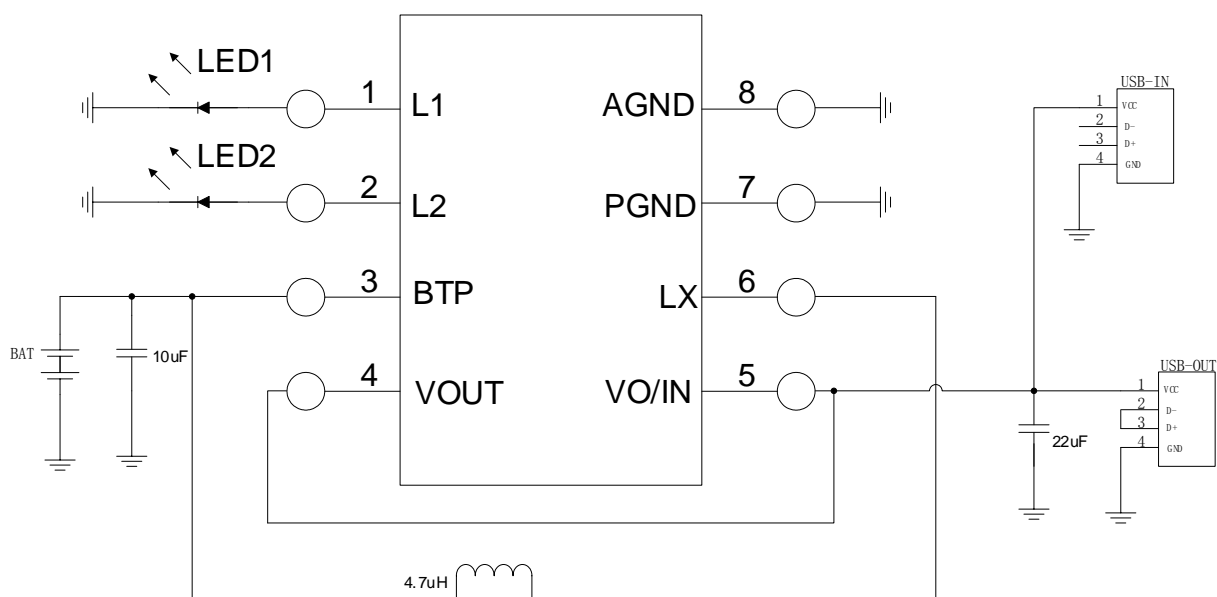 LED1
1 L1
AGND 8
USB-IN
1 VCC
2 D-
3 D+
4 GND
LED2
2 L2
PGND 7
3 BTP
LX 6
BAT
10uF
4 VOUT
VO/IN 5
USB-OUT
1 VCC
2 D-
3 D+
4 GND
22uF
4.7uH